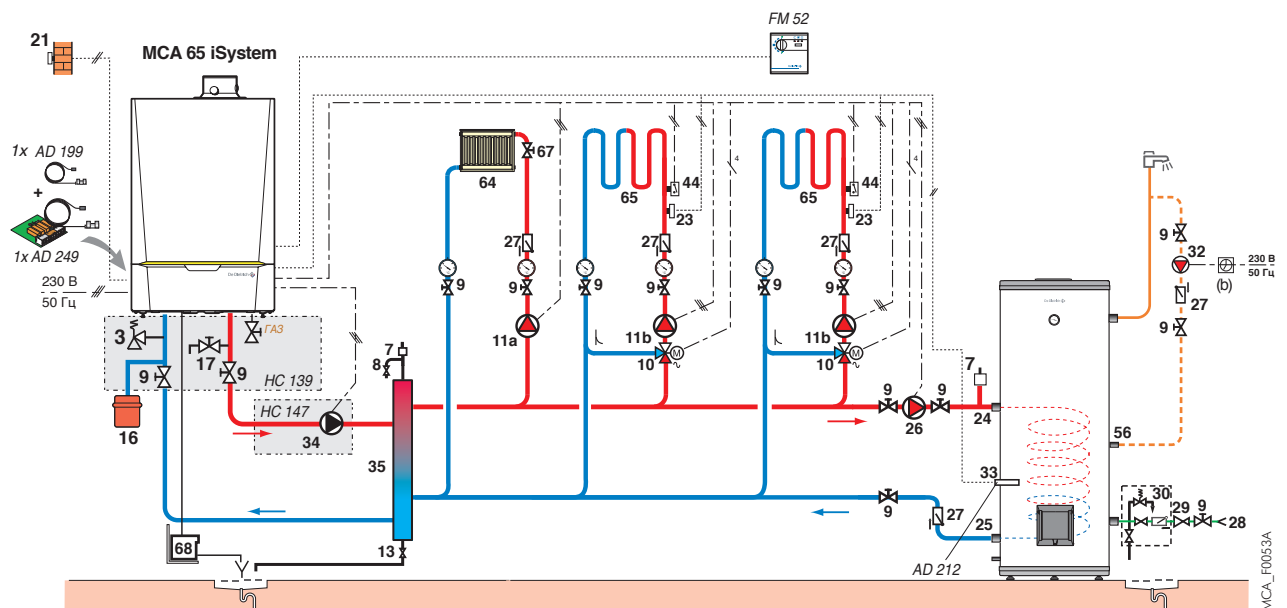 FM 52
21
MCA 65 iSystem
1x AD 199
+
1x AD 249
230 В
50 Гц
De Dietrich
3
17
ГАЗ
9
9
HC 139
16
HC 147
34
7
8
35
13
68
64
67
9
9
11a
65
44
23
27
9
9
11b
10
M
4
65
44
23
27
9
9
11b
10
M
4
9
26
9
7
24
9
27
25
33
AD 212
9
32
230 В
50 Гц
(b)
27
9
56
30
29
9
28
MCA_F0053A